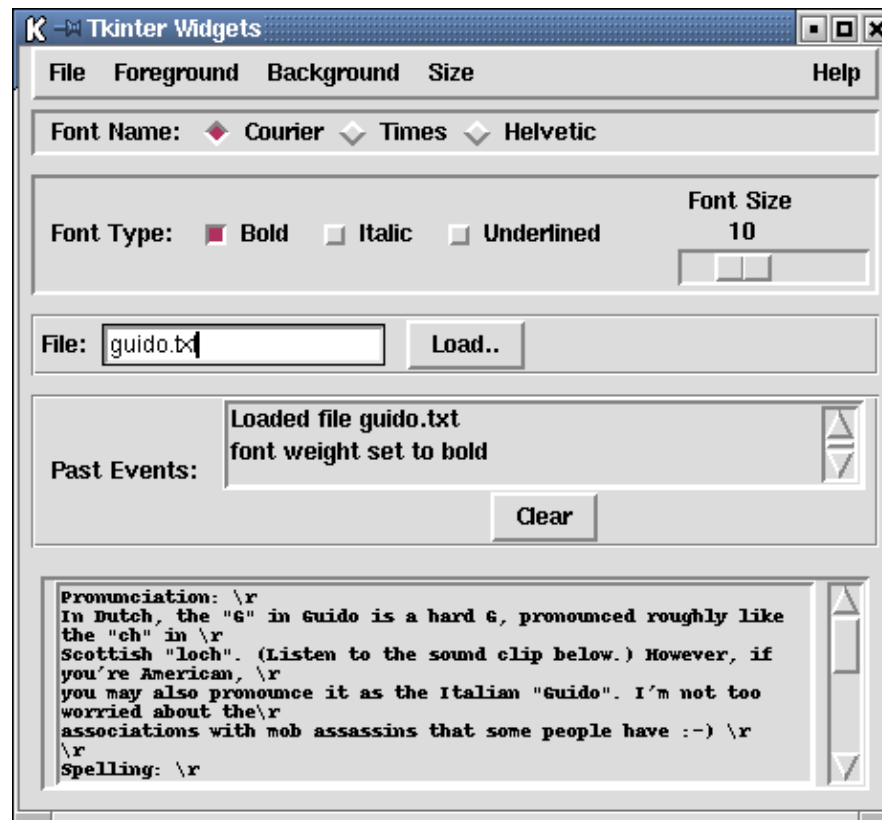 Tkinter Widgets
File Foreground Background Size Help
Font Name: Courier Times Helvetic
Font Size
Font Type: Bold Italic Underlined 10
File: guido.txt Load..
Loaded file guido.txt
font weight set to bold
Past Events:
Clear
Pronunciation: \r
In Dutch, the "G" in Guido is a hard G, pronounced roughly like
the "ch" in \r
Scottish "loch". (Listen to the sound clip below.) However, if
you're American, \r
you may also pronounce it as the Italian "Guido". I'm not too
worried about the\r
associations with mob assassins that some people have :-) \r
\r
Spelling: \r